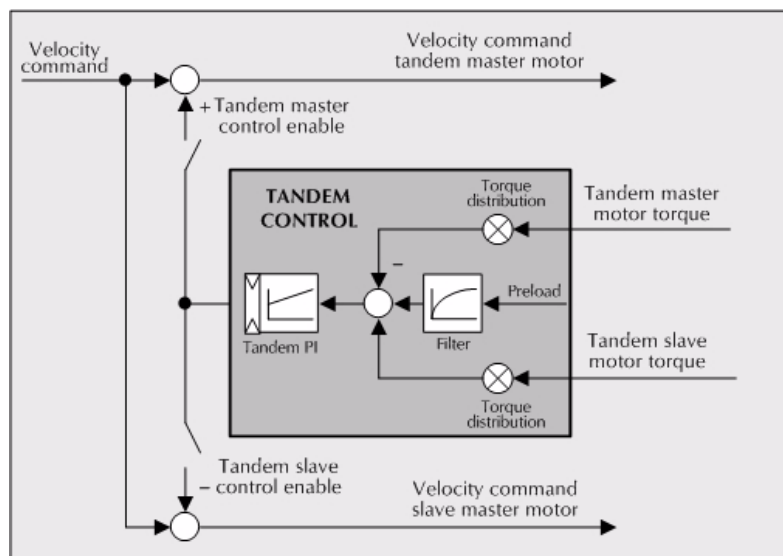 Velocity
command
Velocity command
tandem master motor
+ Tandem master
control enable
TANDEM
CONTROL
Torque
distribution
Tandem master
motor torque
–
Preload
Tandem PI
Filter
Tandem slave
motor torque
Torque
distribution
Tandem slave
– control enable
Velocity command
slave master motor